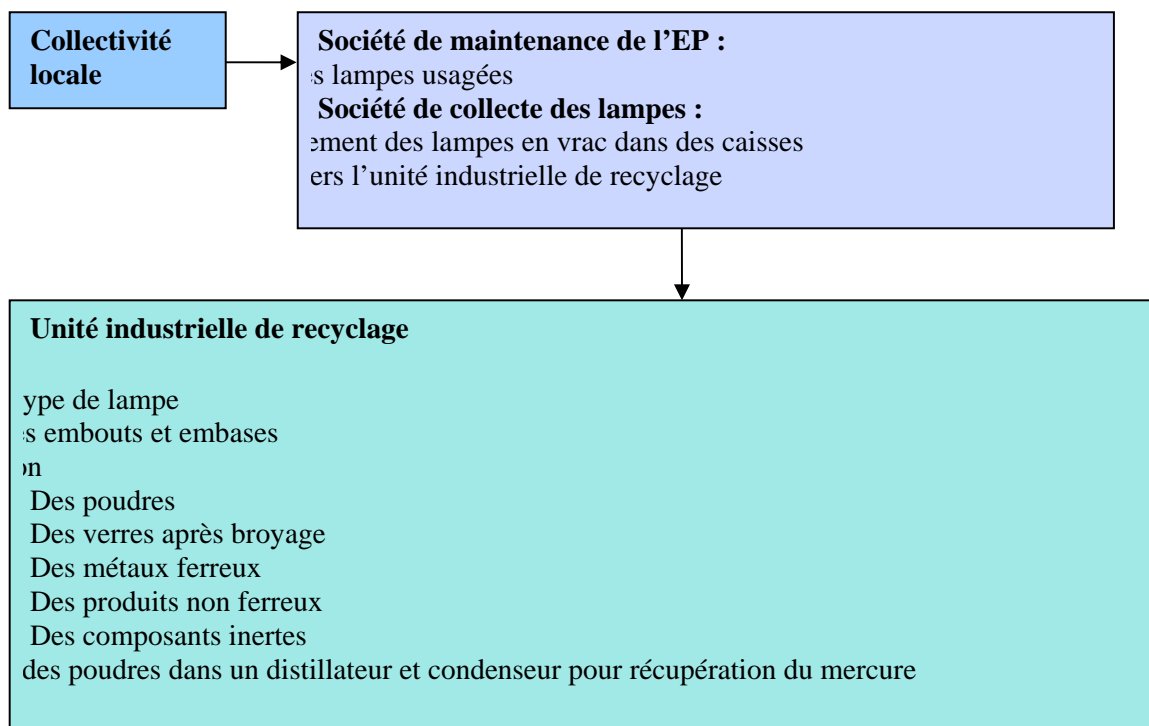 Collectivité
locale
Société de maintenance de l’EP :
s lampes usagées
Société de collecte des lampes :
ement des lampes en vrac dans des caisses
ers l’unité industrielle de recyclage
Unité industrielle de recyclage
ype de lampe
s embouts et embases
on
Des poudres
Des verres après broyage
Des métaux ferreux
Des produits non ferreux
Des composants inertes
des poudres dans un distillateur et condenseur pour récupération du mercure